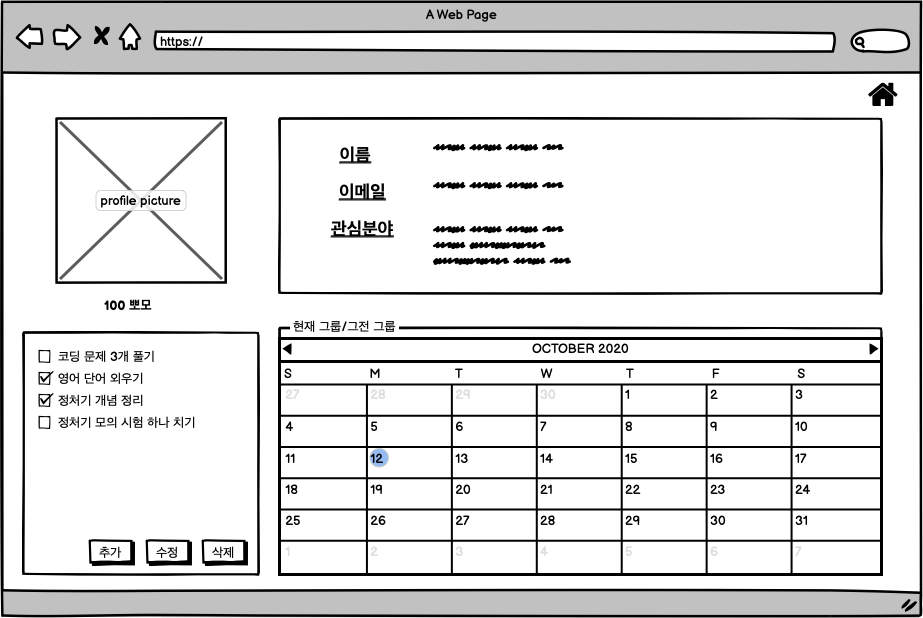 A Web Page
https://
profile picture
100 뽀모
이름
이메일
관심분야
코딩 문제 3개 풀기
영어 단어 외우기
정처기 개념 정리
정처기 모의 시험 하나 치기
추가 수정 삭제
현재 그룹/그전 그룹
OCTOBER 2020
S M T W T F S
27 28 29 30 1 2 3
4 5 6 7 8 9 10
11 12 13 14 15 16 17
18 19 20 21 22 23 24
25 26 27 28 29 30 31
1 2 3 4 5 6 7